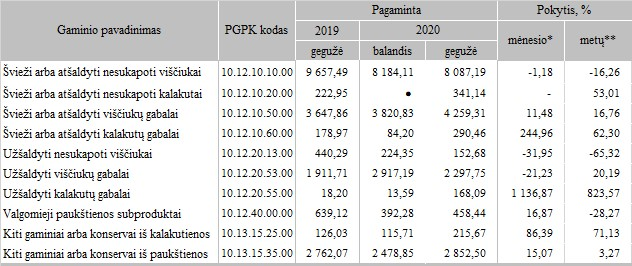 Gaminio pavadinimas PGPK kodas Pagaminta Pokytis, %
2019 2020 mėnesio* metų**
gegužė balandis gegužė
Švieži arba atšaldyti nesukapoti viščiukai 10.12.10.10.00 9 657,49 8 184,11 8 087,19 -1,18 -16,26
Švieži arba atšaldyti nesukapoti kalakutai 10.12.10.20.00 222,95 ● 341,14 - 53,01
Švieži arba atšaldyti viščiukų gabalai 10.12.10.50.00 3 647,86 3 820,83 4 259,31 11,48 16,76
Švieži arba atšaldyti kalakutų gabalai 10.12.10.60.00 178,97 84,20 290,46 244,96 62,30
Užšaldyti nesukapoti viščiukai 10.12.20.13.00 440,29 224,35 152,68 -31,95 -65,32
Užšaldyti viščiukų gabalai 10.12.20.53.00 1 911,71 2 917,19 2 297,75 -21,23 20,19
Užšaldyti kalakutų gabalai 10.12.20.55.00 18,20 13,59 168,09 1 136,87 823,57
Valgomieji paukštienos subproduktai 10.12.40.00.00 639,12 392,28 458,44 16,87 -28,27
Kiti gaminiai arba konservai iš kalakutienos 10.13.15.25.00 126,03 115,71 215,67 86,39 71,13
Kiti gaminiai arba konservai iš paukštienos 10.13.15.35.00 2 762,07 2 478,85 2 852,50 15,07 3,27